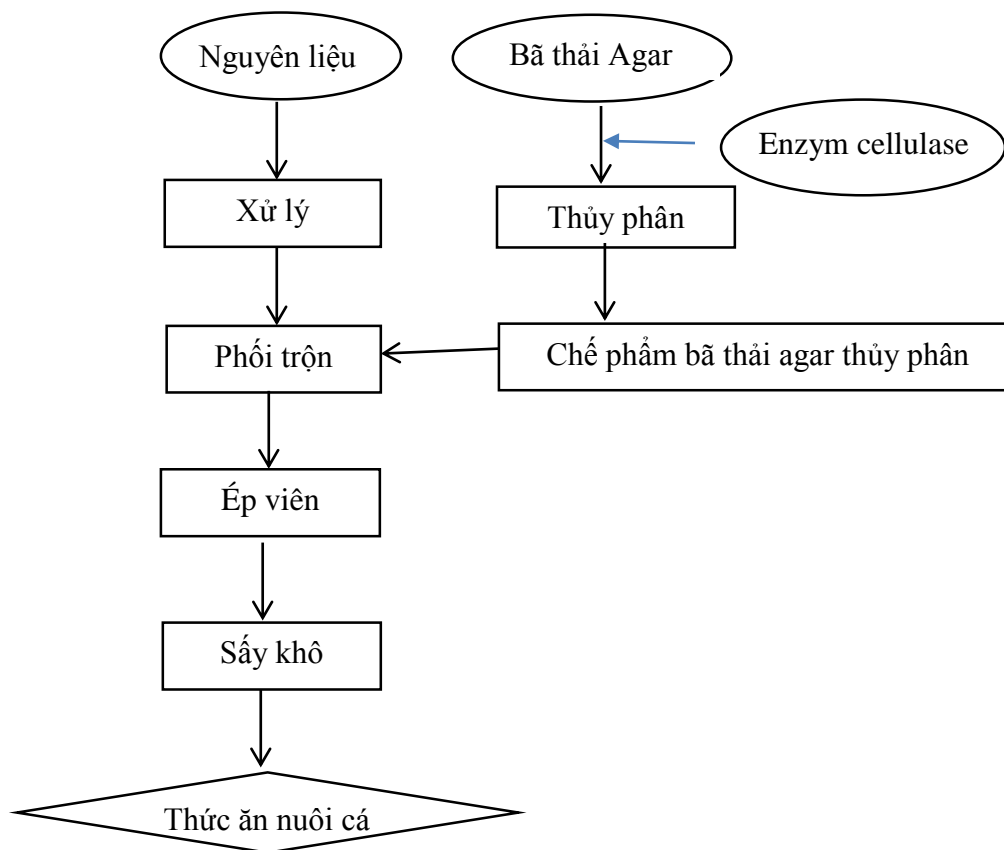 Nguyên liệu
Bã thải Agar
Enzym cellulase
Xử lý
Thủy phân
Phối trộn
Chế phẩm bã thải agar thủy phân
Ép viên
Sấy khô
Thức ăn nuôi cá